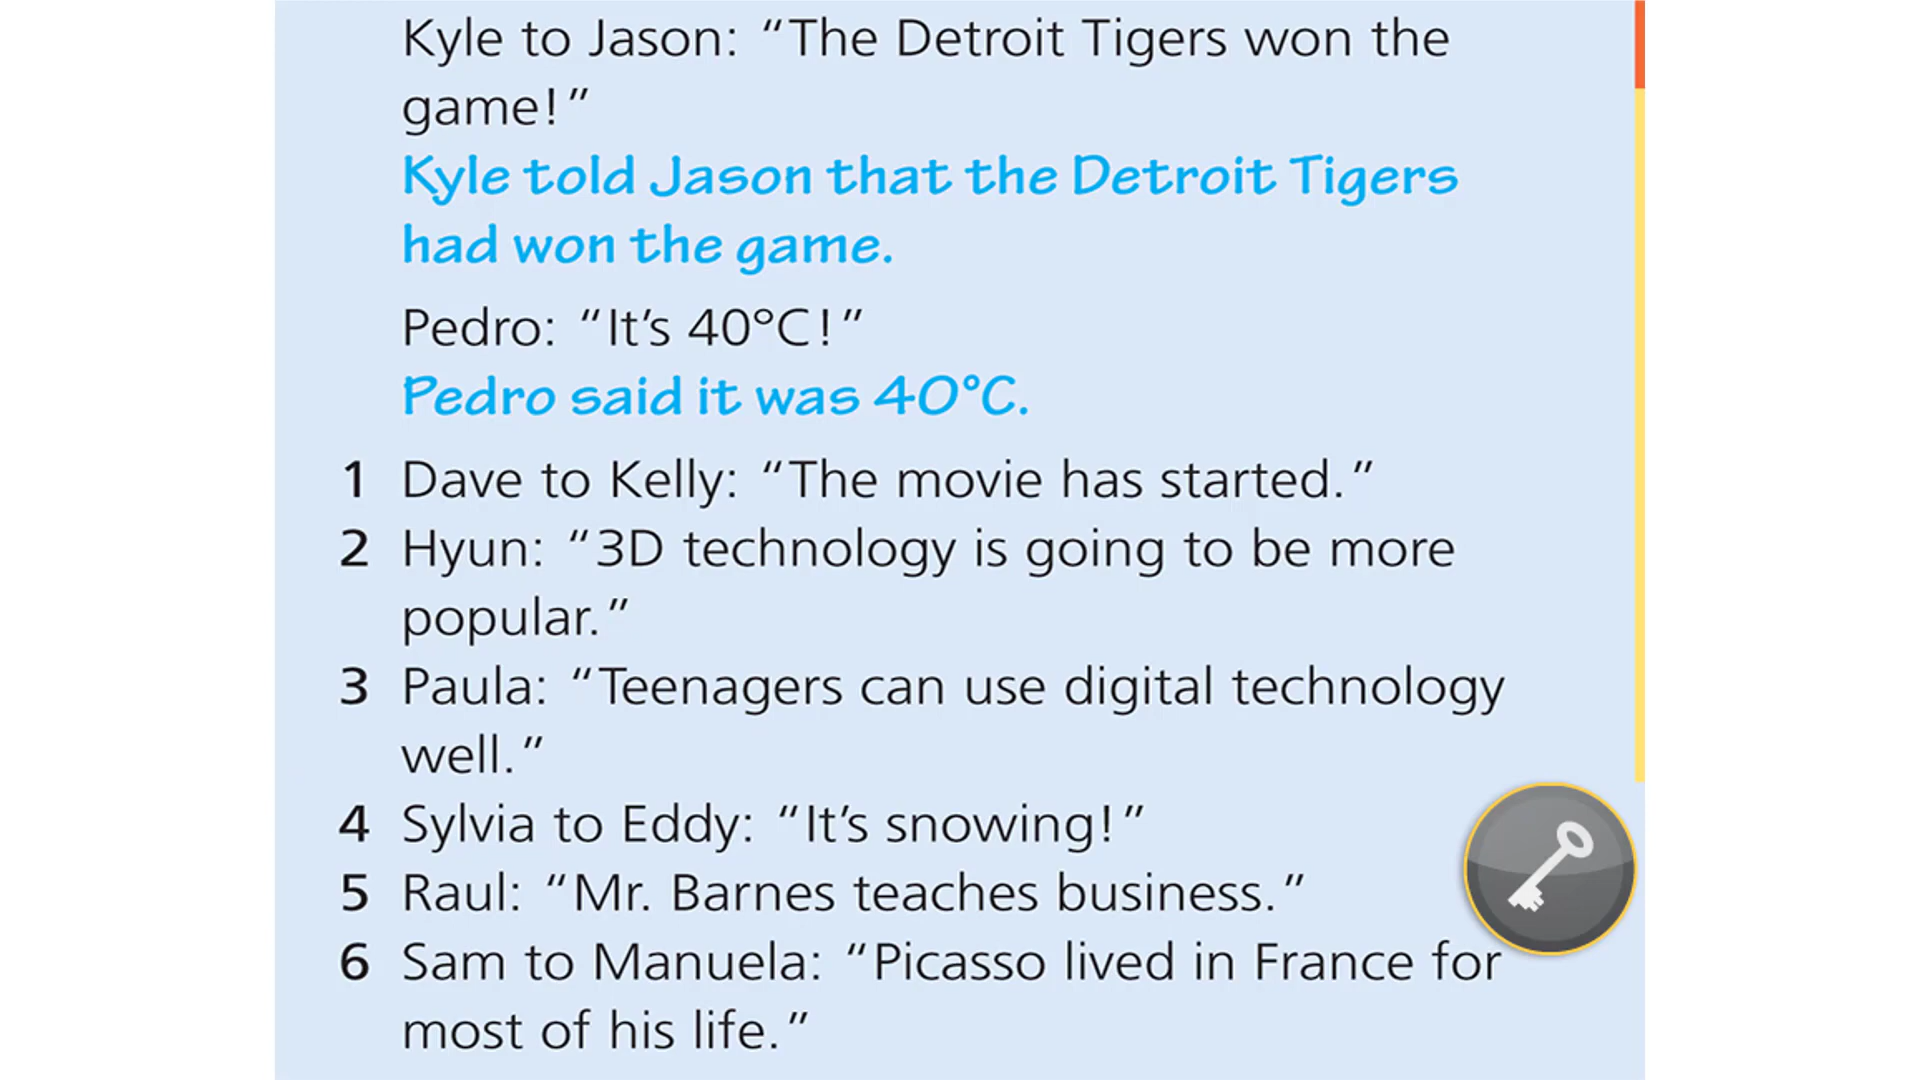 Kyle to Jason: “The Detroit Tigers won the
game!”
Kyle told Jason that the Detroit Tigers
had won the game.
Pedro: “It’s 40°C!”
Pedro said it was 40°C.
1 Dave to Kelly: “The movie has started.”
2 Hyun: “3D technology is going to be more
popular.”
3 Paula: “Teenagers can use digital technology
well.”
4 Sylvia to Eddy: “It’s snowing!”
5 Raul: “Mr. Barnes teaches business.”
6 Sam to Manuela: “Picasso lived in France for
most of his life.”